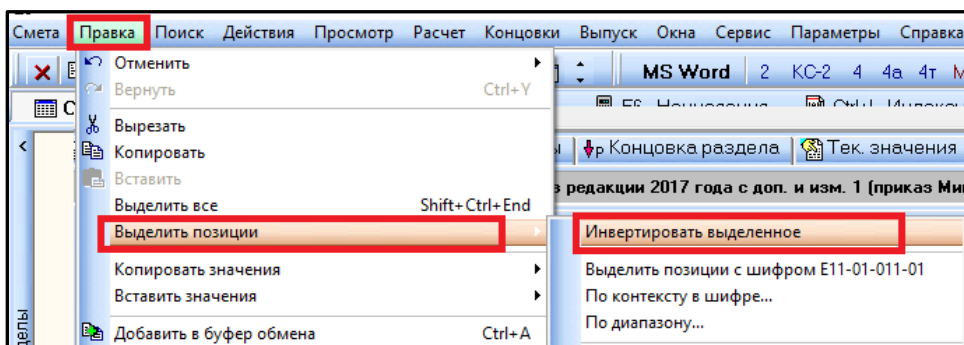 Смета Правка Поиск Действия Просмотр Расчет Концовки Выпуск Окна Сервис Параметры Справка
Отменить
MS Word 2 КС-2 4 4а 4т
Вернуть Ctrl+Y
Вырезать
Копировать
Концовка раздела Тек. значения
Вставить
редакции 2017 года с доп. и изм. 1 (приказ
Выделить все Shift+Ctrl+End
Выделить позиции
Инвертировать выделенное
Копировать значения
Выделить позиции с шифром Е11-01-011-01
Вставить значения
По контексту в шифре...
По диапазону...
Добавить в буфер обмена Ctrl+A